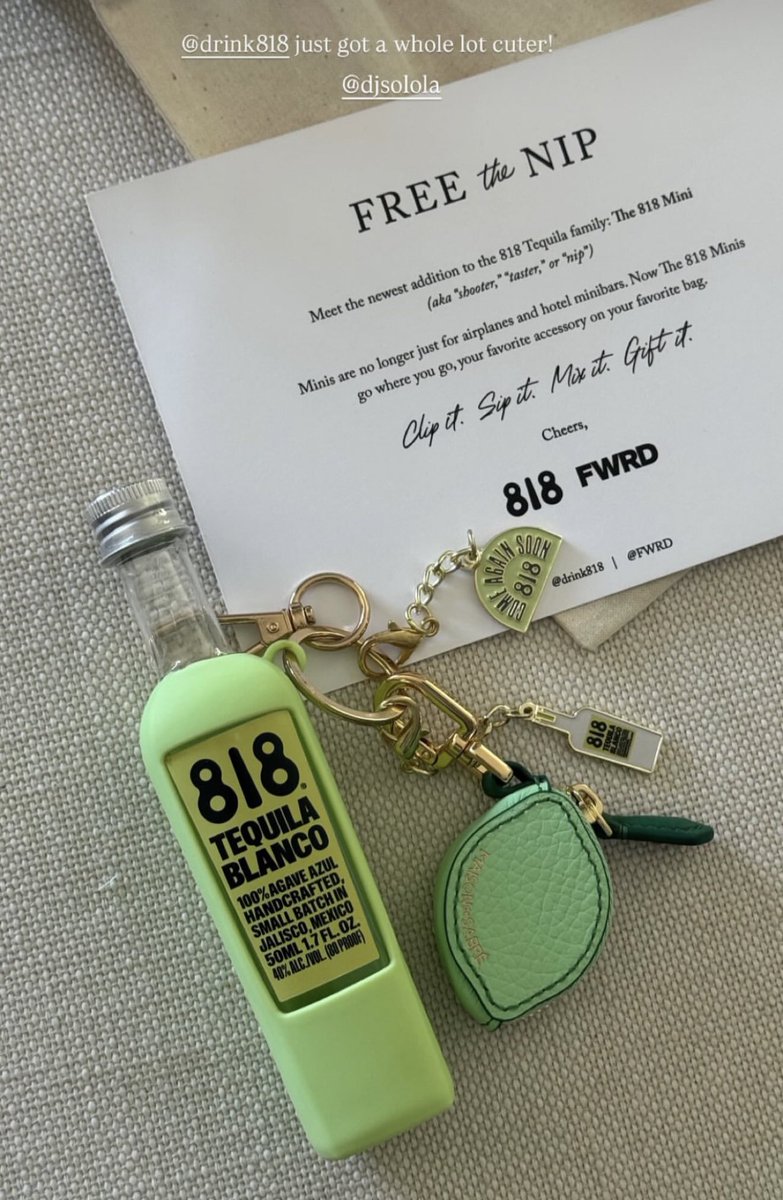 @drink818 just got a whole lot cuter!
@djsolola
FREE the NIP
Meet the newest addition to the 818 Tequila family: The 818 Mini
(aka “shooter,” “taster,” or “nip”)
Minis are no longer just for airplanes and hotel minibars. Now The 818 Minis
go where you go, your favorite accessory on your favorite bag.
Clip it. Sip it. Mix it. Gift it.
Cheers,
818 FWRD
@drink818 | @FWRD
COME AGAIN SOON
818
818
TEQUILA
BLANCO
818®
TEQUILA
BLANCO
100% AGAVE AZUL
HANDCRAFTED,
SMALL BATCH IN
JALISCO, MEXICO
50ML 1.7 FL. OZ.
40% ALC./VOL. (80 PROOF)